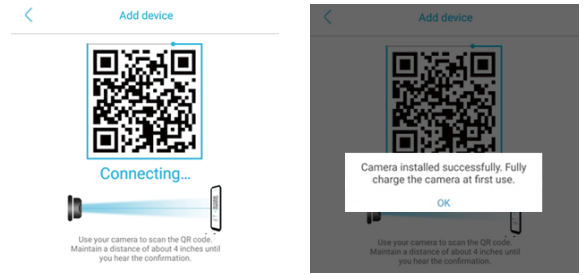 Add device
Connecting...
Use your camera to scan the QR code.
Maintain a distance of about 4 inches until
you hear the confirmation.
Add device
Camera installed successfully. Fully
charge the camera at first use.
OK
Use your camera to scan the QR code.
Maintain a distance of about 4 inches until
you hear the confirmation.